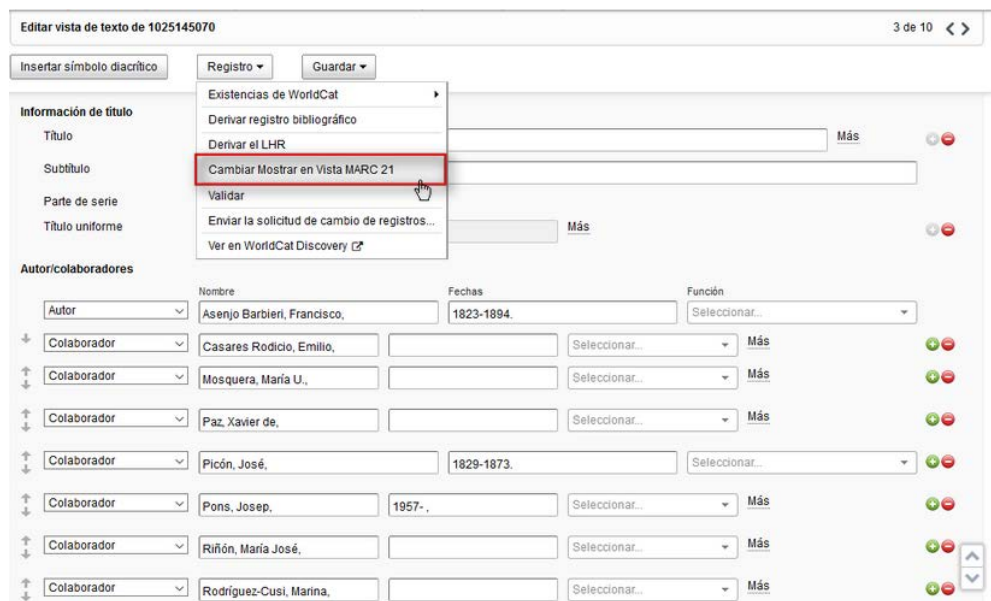 Editar vista de texto de 1025145070 3 de 10
Insertar símbolo diacrítico Registro Guardar
Existencias de WorldCat
Información de título
Derivar registro bibliográfico
Título Más
Derivar el LHR
Subtítulo Cambiar Mostrar en Vista MARC 21
Validar
Parte de serie
Enviar la solicitud de cambio de registros...
Título uniforme Más
Ver en WorldCat Discovery
Autor/colaboradores
Nombre Fechas Función
Autor Asenjo Barbieri, Francisco, 1823-1894. Seleccionar...
Colaborador Casares Rodicio, Emilio, Seleccionar... Más
Colaborador Mosquera, María U., Seleccionar... Más
Colaborador Paz, Xavier de, Seleccionar... Más
Colaborador Picón, José, 1829-1873. Seleccionar...
Colaborador Pons, Josep, 1957- , Seleccionar... Más
Colaborador Riñón, María José, Seleccionar... Más
Colaborador Rodríguez-Cusi, Marina, Seleccionar... Más